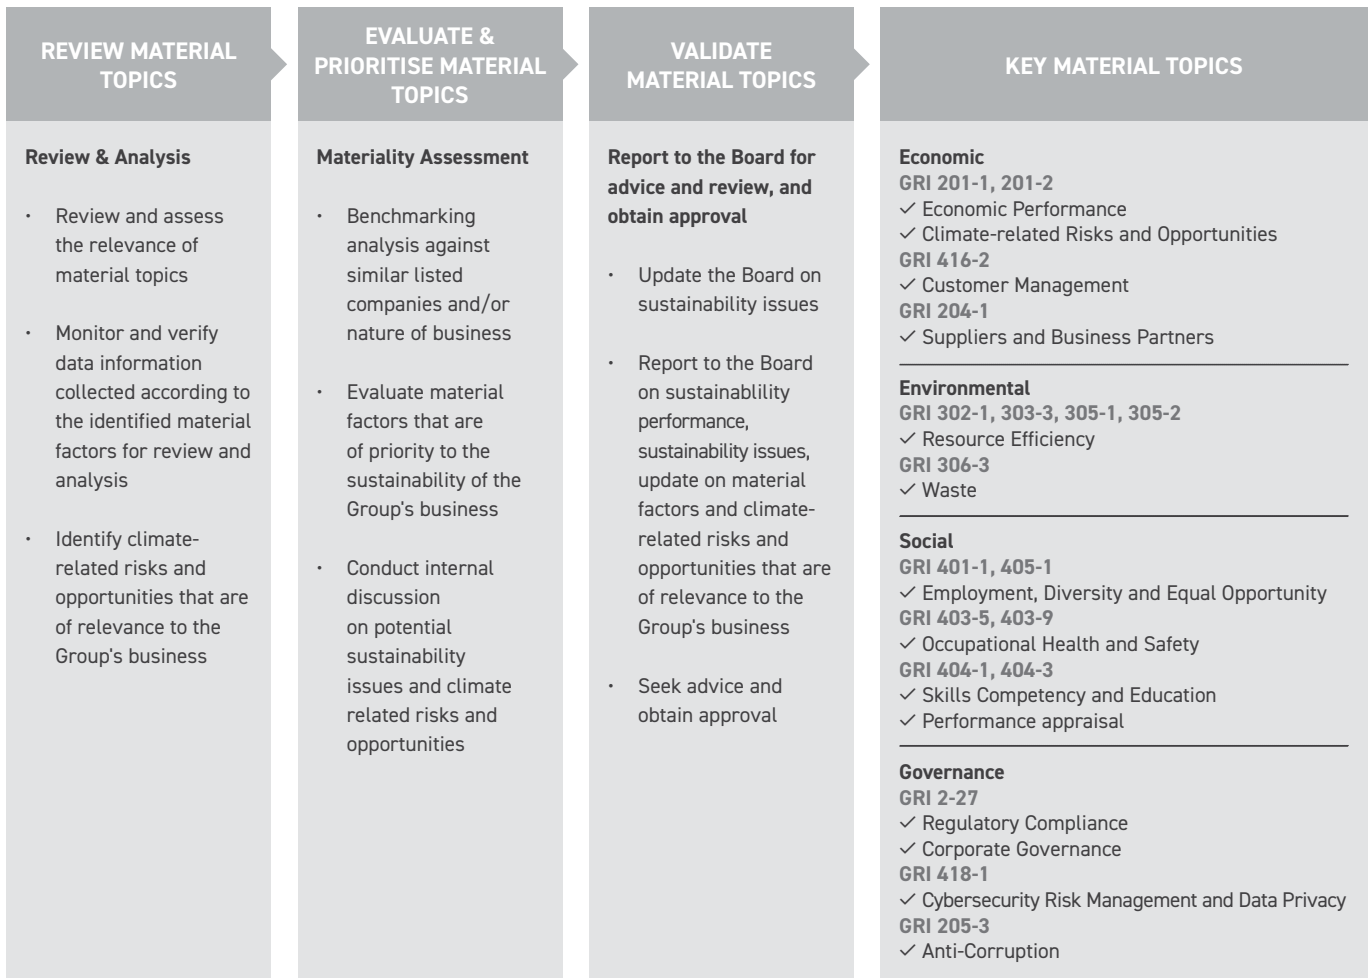 REVIEW MATERIAL
TOPICS
Review & Analysis
• Review and assess
the relevance of
material topics
• Monitor and verify
data information
collected according to
the identified material
factors for review and
analysis
• Identify climate-
related risks and
opportunities that are
of relevance to the
Group's business
EVALUATE &
PRIORITISE MATERIAL
TOPICS
Materiality Assessment
• Benchmarking
analysis against
similar listed
companies and/or
nature of business
• Evaluate material
factors that are
of priority to the
sustainability of the
Group's business
• Conduct internal
discussion
on potential
sustainability
issues and climate
related risks and
opportunities
VALIDATE
MATERIAL TOPICS
Report to the Board for
advice and review, and
obtain approval
• Update the Board on
sustainability issues
• Report to the Board
on sustainablility
performance,
sustainability issues,
update on material
factors and climate-
related risks and
opportunities that are
of relevance to the
Group's business
• Seek advice and
obtain approval
KEY MATERIAL TOPICS
Economic
GRI 201-1, 201-2
✓ Economic Performance
✓ Climate-related Risks and Opportunities
GRI 416-2
✓ Customer Management
GRI 204-1
✓ Suppliers and Business Partners
Environmental
GRI 302-1, 303-3, 305-1, 305-2
✓ Resource Efficiency
GRI 306-3
✓ Waste
Social
GRI 401-1, 405-1
✓ Employment, Diversity and Equal Opportunity
GRI 403-5, 403-9
✓ Occupational Health and Safety
GRI 404-1, 404-3
✓ Skills Competency and Education
✓ Performance appraisal
Governance
GRI 2-27
✓ Regulatory Compliance
✓ Corporate Governance
GRI 418-1
✓ Cybersecurity Risk Management and Data Privacy
GRI 205-3
✓ Anti-Corruption